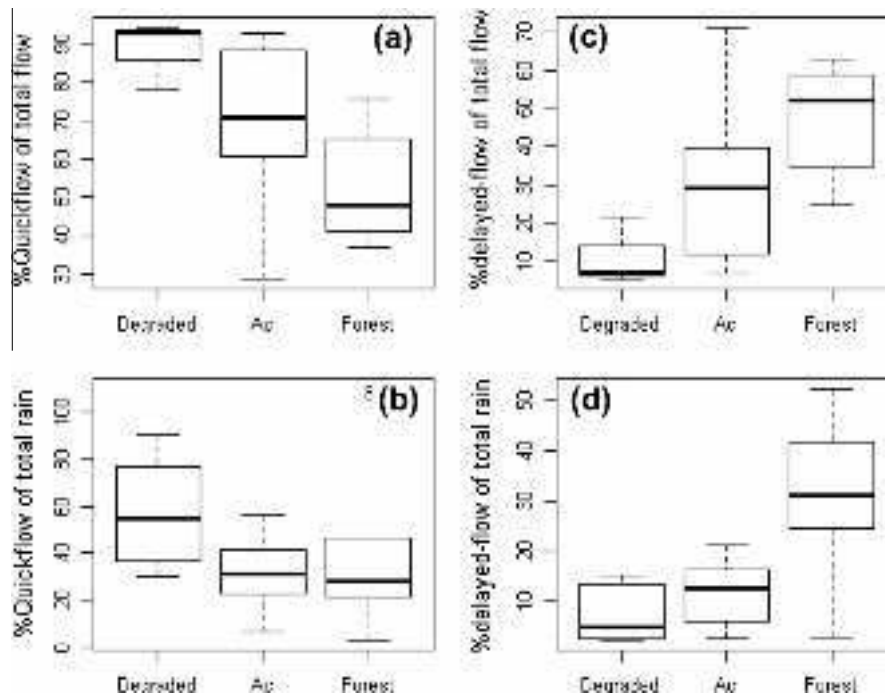 (a)
%Quickflow of total flow
90
80
70
60
50
40
30
Degraded Ac Forest
(c)
%delayed-flow of total flow
70
60
50
40
30
20
10
Degraded Ac Forest
(b)
%Quickflow of total rain
100
80
60
40
20
0
Degraded Ac Forest
(d)
%delayed-flow of total rain
50
40
30
20
10
Degraded Ac Forest